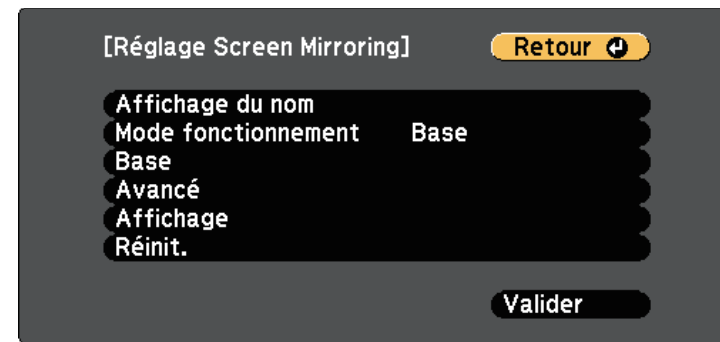 [Réglage Screen Mirroring] Retour
Affichage du nom
Mode fonctionnement Base
Base
Avancé
Affichage
Réinit.
Valider